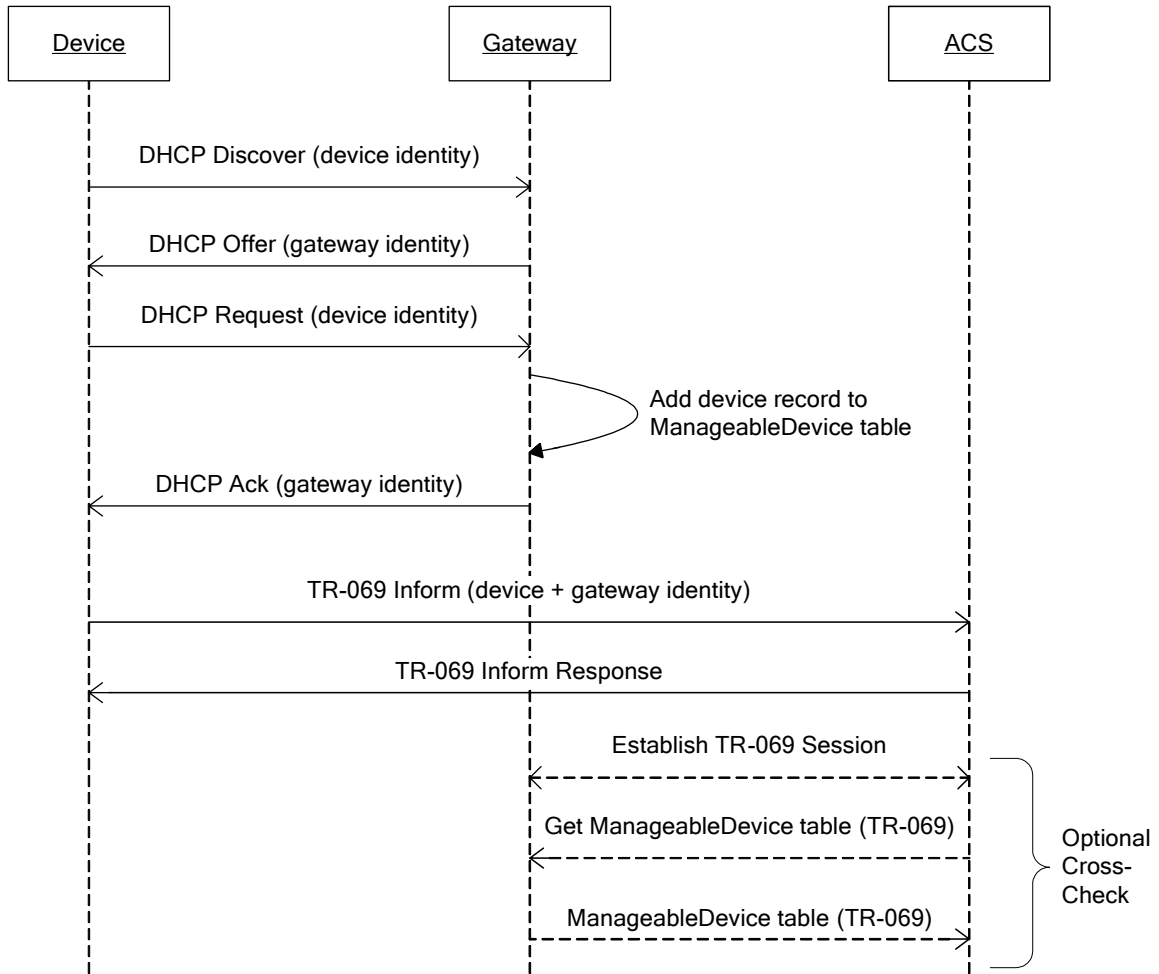 Device
Gateway
ACS
DHCP Discover (device identity)
DHCP Offer (gateway identity)
DHCP Request (device identity)
Add device record to
ManageableDevice table
DHCP Ack (gateway identity)
TR-069 Inform (device + gateway identity)
TR-069 Inform Response
Establish TR-069 Session
Get ManageableDevice table (TR-069)
Optional
Cross-
Check
ManageableDevice table (TR-069)